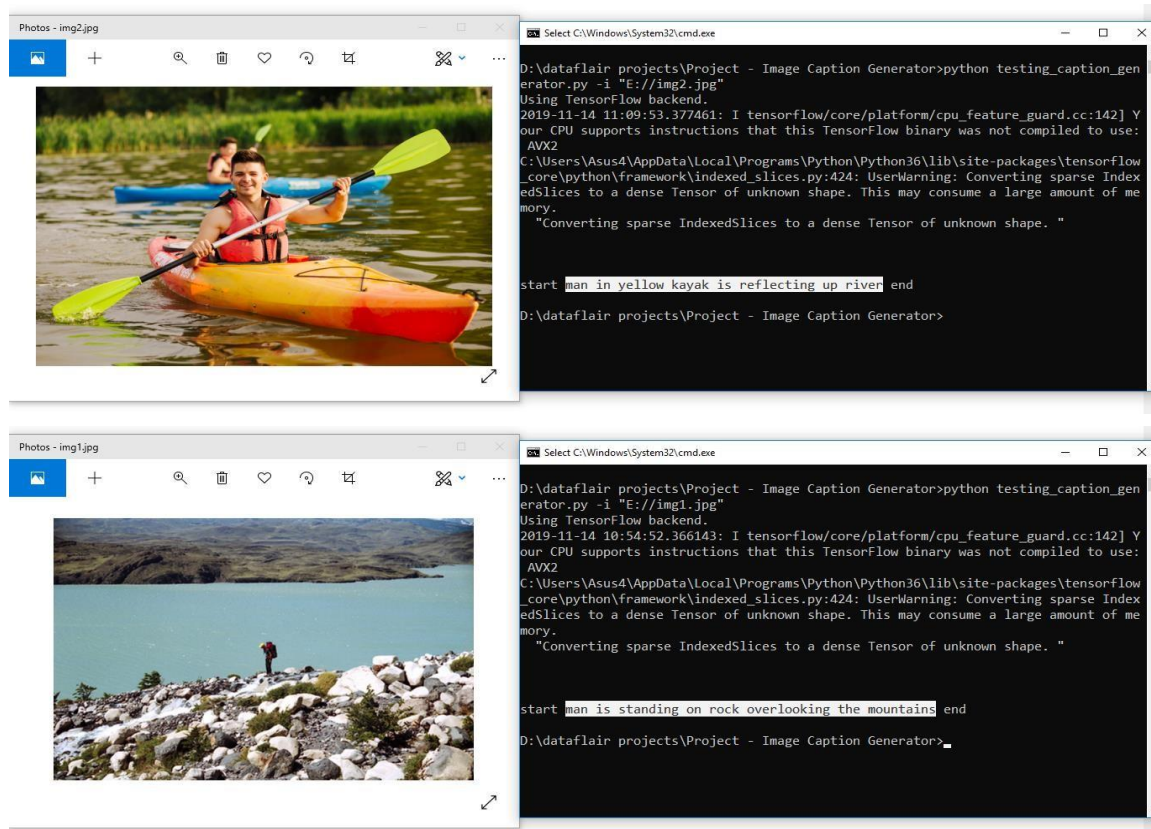 Photos - img2.jpg
Select C:\Windows\System32\cmd.exe
D:\dataflair projects\Project - Image Caption Generator>python testing_caption_gen
erator.py -i "E://img2.jpg"
Using TensorFlow backend.
2019-11-14 11:09:53.377461: I tensorflow/core/platform/cpu_feature_guard.cc:142] Y
our CPU supports instructions that this TensorFlow binary was not compiled to use:
 AVX2
C:\Users\Asus4\AppData\Local\Programs\Python\Python36\lib\site-packages\tensorflow
_core\python\framework\indexed_slices.py:424: UserWarning: Converting sparse Index
edSlices to a dense Tensor of unknown shape. This may consume a large amount of me
mory.
  "Converting sparse IndexedSlices to a dense Tensor of unknown shape. "
start man in yellow kayak is reflecting up river end
D:\dataflair projects\Project - Image Caption Generator>
Photos - img1.jpg
Select C:\Windows\System32\cmd.exe
D:\dataflair projects\Project - Image Caption Generator>python testing_caption_gen
erator.py -i "E://img1.jpg"
Using TensorFlow backend.
2019-11-14 10:54:52.366143: I tensorflow/core/platform/cpu_feature_guard.cc:142] Y
our CPU supports instructions that this TensorFlow binary was not compiled to use:
 AVX2
C:\Users\Asus4\AppData\Local\Programs\Python\Python36\lib\site-packages\tensorflow
_core\python\framework\indexed_slices.py:424: UserWarning: Converting sparse Index
edSlices to a dense Tensor of unknown shape. This may consume a large amount of me
mory.
  "Converting sparse IndexedSlices to a dense Tensor of unknown shape. "
start man is standing on rock overlooking the mountains end
D:\dataflair projects\Project - Image Caption Generator>